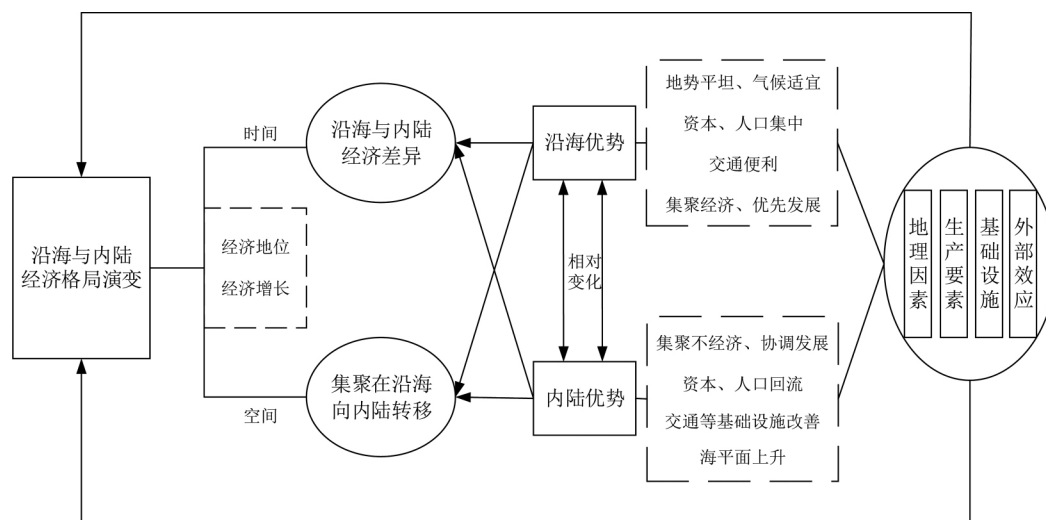 沿海与内陆
经济格局演变
时间
经济地位
经济增长
空间
沿海与内陆
经济差异
集聚在沿海
向内陆转移
沿海优势
相对
变化
内陆优势
地势平坦、气候适宜
资本、人口集中
交通便利
集聚经济、优先发展
集聚不经济、协调发展
资本、人口回流
交通等基础设施改善
海平面上升
地理因素
生产要素
基础设施
外部效应